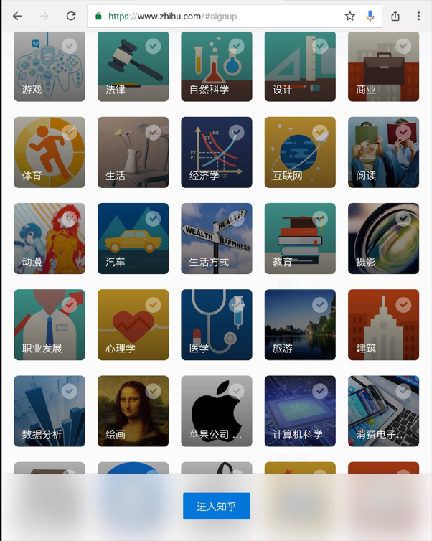 https://www.zhihu.com/#signup
游戏
法律
自然科学
设计
商业
体育
生活
经济学
互联网
阅读
动漫
汽车
生活方式
WEALTH
HEALTH
HAPPINESS
教育
摄影
职业发展
心理学
医学
旅游
建筑
数据分析
绘画
苹果公司 ...
计算机科学
消费电子...
进入知乎